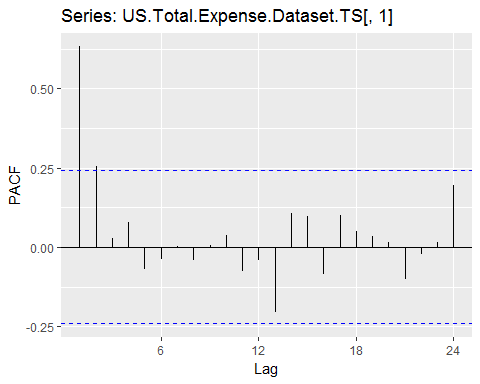 Series: US.Total.Expense.Dataset.TS[, 1]
0.50
0.25
0.00
-0.25
PACF
6 12 18 24
Lag